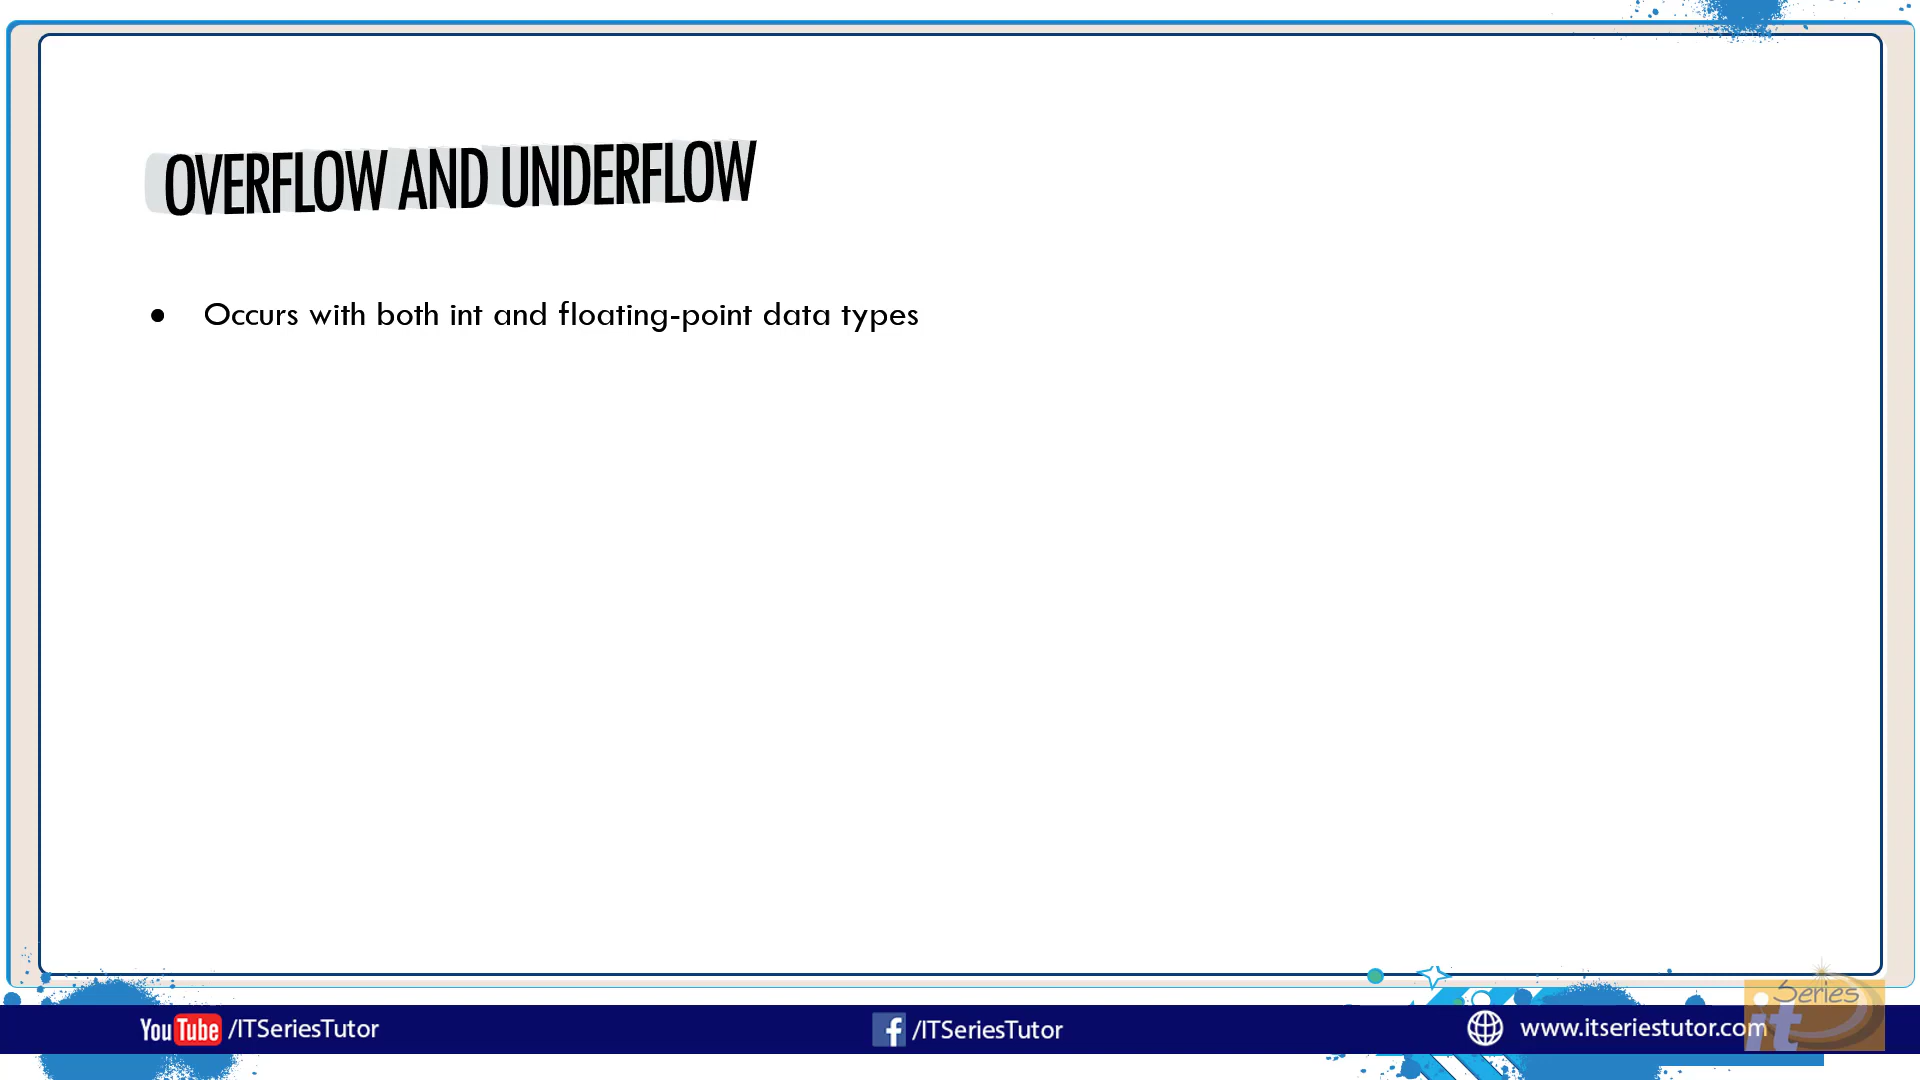 OVERFLOW AND UNDERFLOW
● Occurs with both int and floating-point data types
Series
it
YouTube /ITSeriesTutor
f /ITSeriesTutor
www.itseriestutor.com